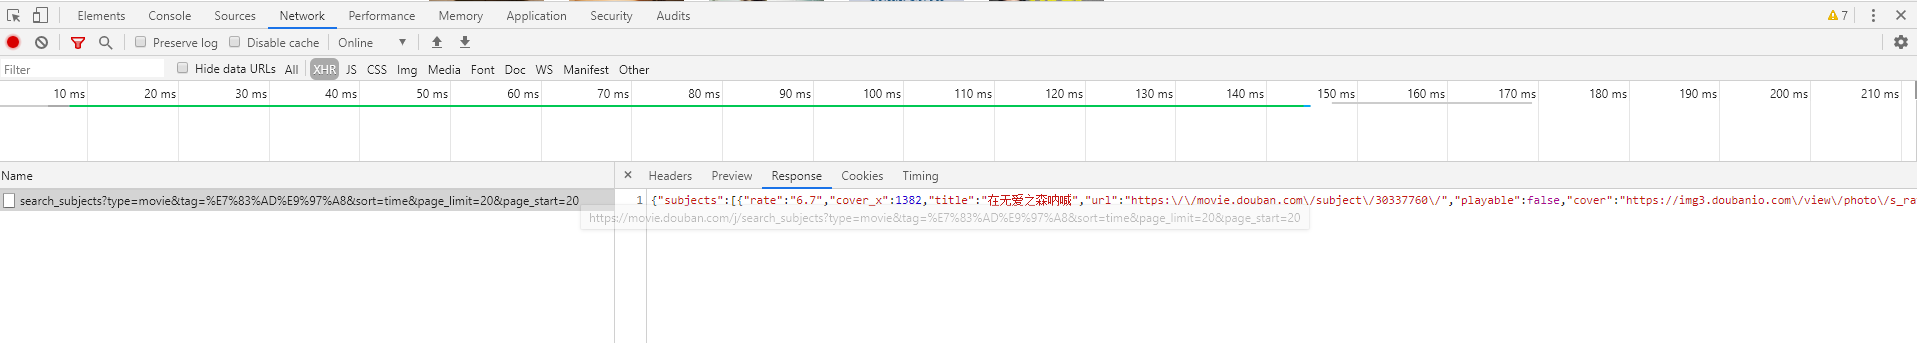 Elements Console Sources Network Performance Memory Application Security Audits 7
Preserve log Disable cache Online
Filter Hide data URLs All XHR JS CSS Img Media Font Doc WS Manifest Other
10 ms 20 ms 30 ms 40 ms 50 ms 60 ms 70 ms 80 ms 90 ms 100 ms 110 ms 120 ms 130 ms 140 ms 150 ms 160 ms 170 ms 180 ms 190 ms 200 ms 210 ms
Name Headers Preview Response Cookies Timing
search_subjects?type=movie&tag=%E7%83%AD%E9%97%A8&sort=time&page_limit=20&page_start=20 1 {"subjects":[{"rate":"6.7","cover_x":1382,"title":"在无爱之森呐喊","url":"https:\/\/movie.douban.com\/subject\/30337760\/","playable":false,"cover":"https://img3.doubanio.com\/view\/photo\/s_ra
https://movie.douban.com/j/search_subjects?type=movie&tag=%E7%83%AD%E9%97%A8&sort=time&page_limit=20&page_start=20